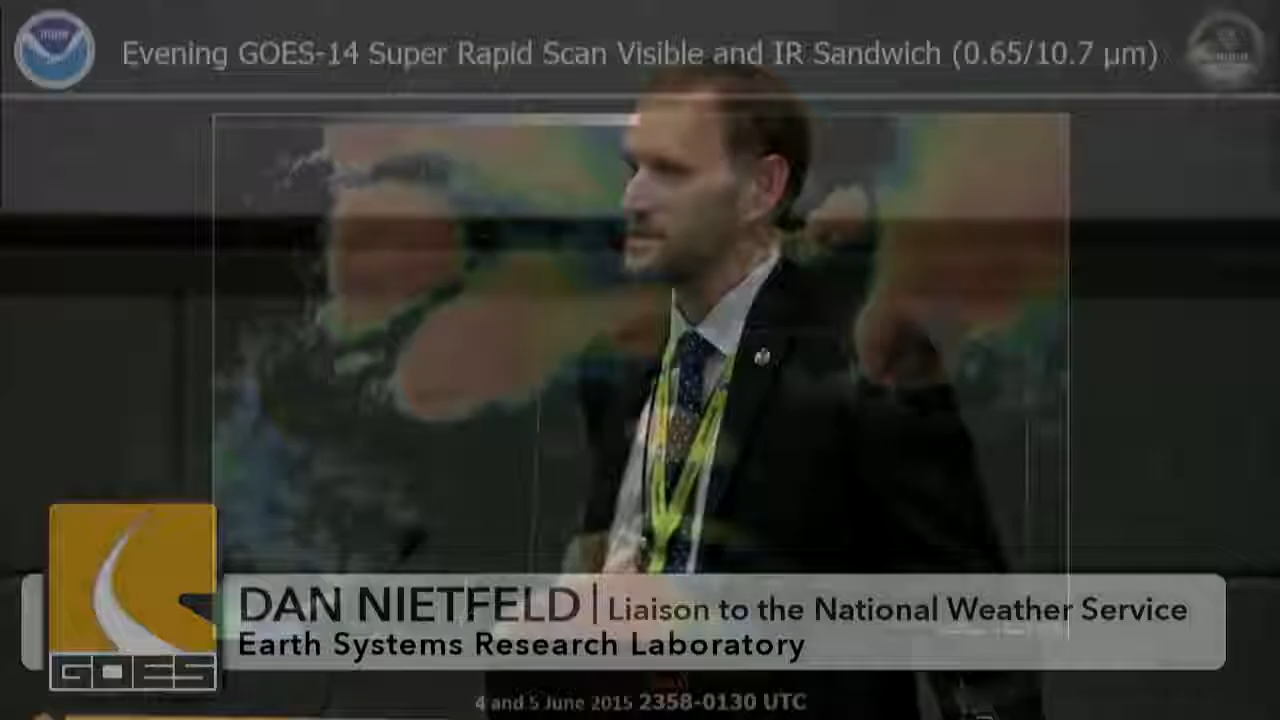 Evening GOES-14 Super Rapid Scan Visible and IR Sandwich (0.65/10.7 µm)
DAN NIETFELD | Liaison to the National Weather Service
Earth Systems Research Laboratory
GOES
4 and 5 June 2015 2358-0130 UTC